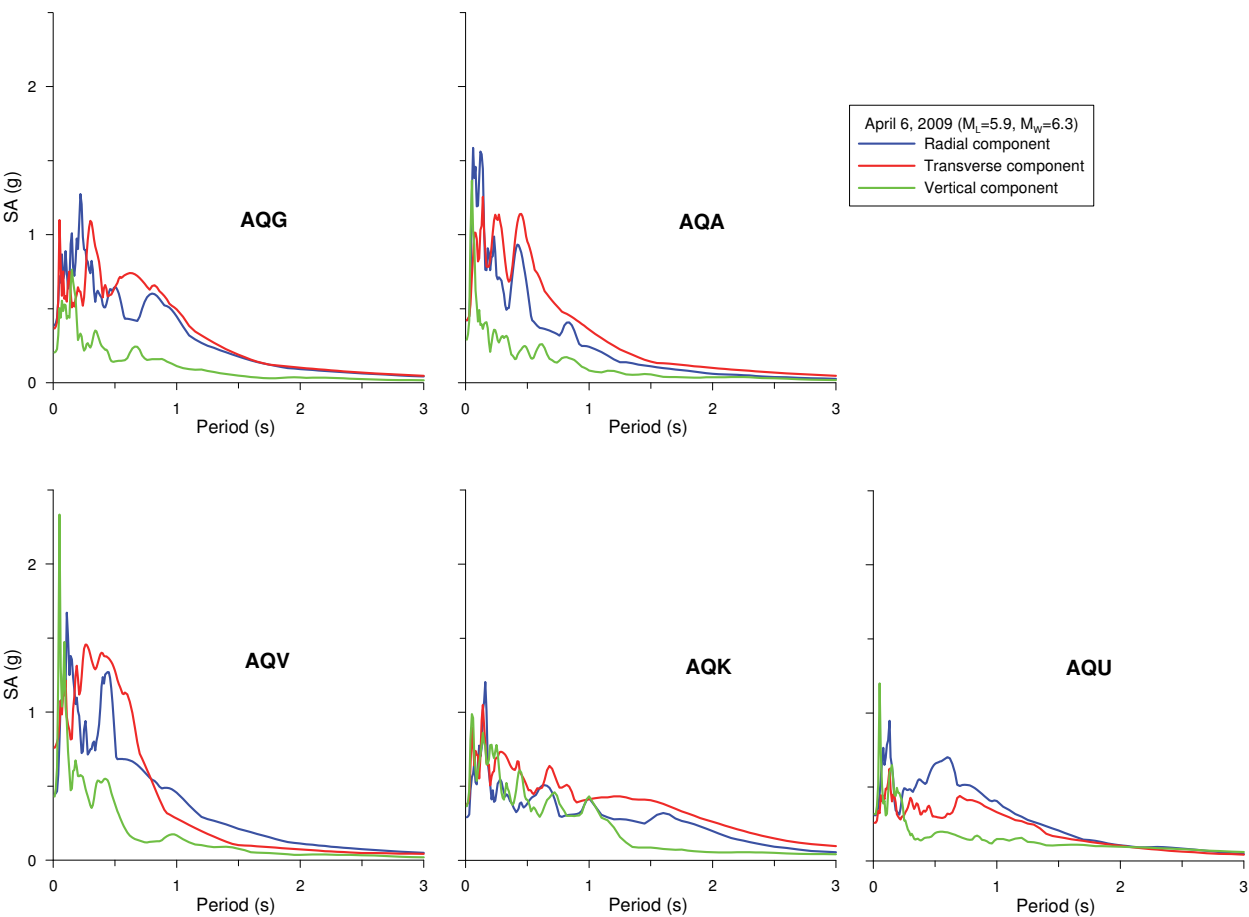 2
1
0
SA (g)
AQG
0 1 2 3
Period (s)
AQA
0 1 2 3
Period (s)
April 6, 2009 (M_L=5.9, M_W=6.3)
Radial component
Transverse component
Vertical component
2
1
0
SA (g)
AQV
0 1 2 3
Period (s)
AQK
0 1 2 3
Period (s)
AQU
0 1 2 3
Period (s)